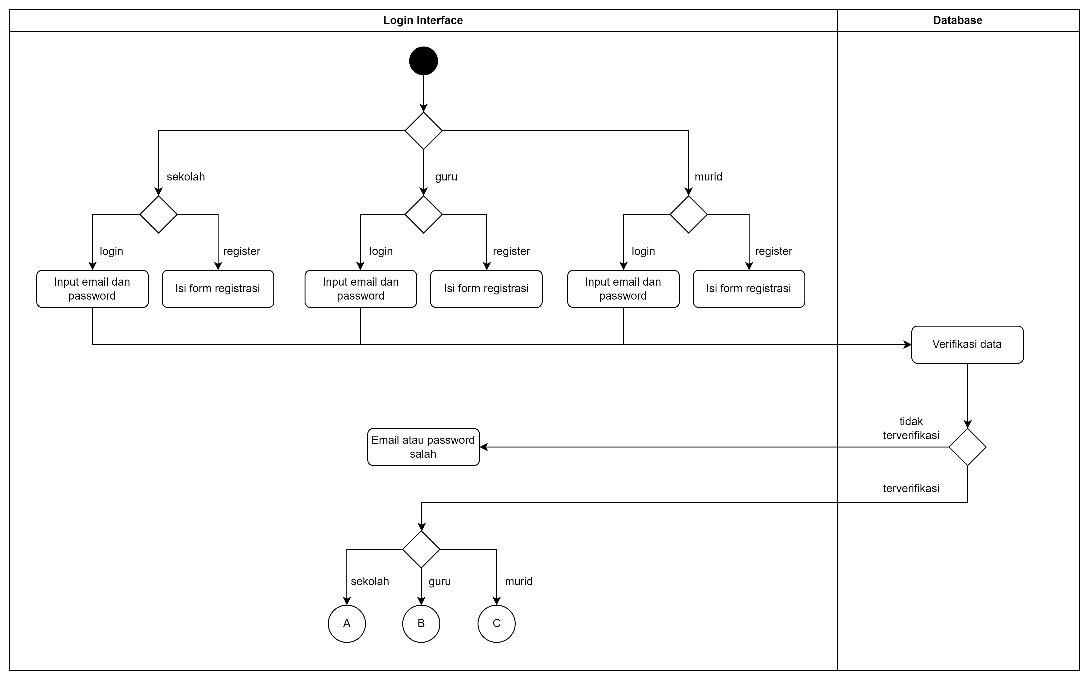 Login Interface
Database
sekolah
guru
murid
login
register
login
register
login
register
Input email dan
password
Isi form registrasi
Input email dan
password
Isi form registrasi
Input email dan
password
Isi form registrasi
Verifikasi data
tidak
terverifikasi
Email atau password
salah
terverifikasi
sekolah
guru
murid
A
B
C